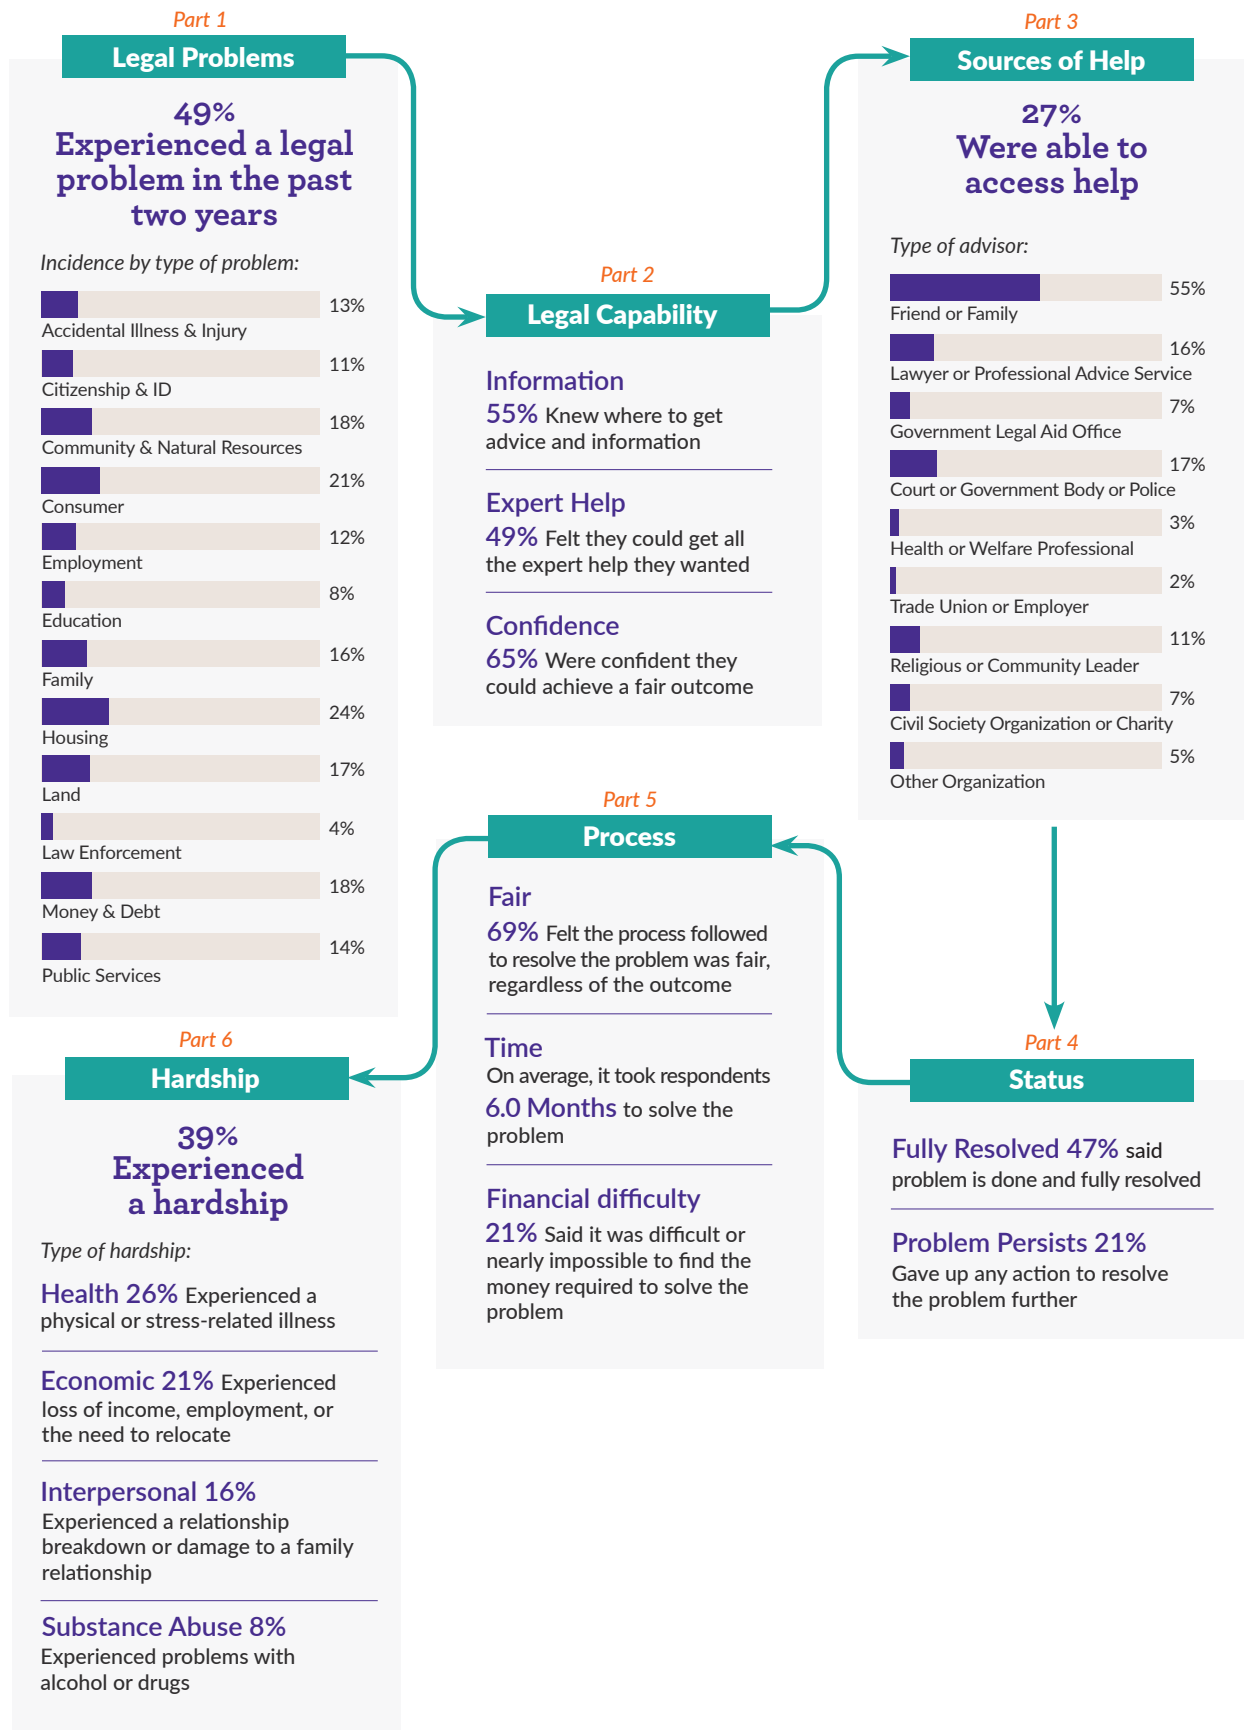 Part 1
Legal Problems
49%
Experienced a legal
problem in the past
two years
Incidence by type of problem:
13%
Accidental Illness & Injury
11%
Citizenship & ID
18%
Community & Natural Resources
21%
Consumer
12%
Employment
8%
Education
16%
Family
24%
Housing
17%
Land
4%
Law Enforcement
18%
Money & Debt
14%
Public Services
Part 2
Legal Capability
Information
55% Knew where to get
advice and information
Expert Help
49% Felt they could get all
the expert help they wanted
Confidence
65% Were confident they
could achieve a fair outcome
Part 3
Sources of Help
27%
Were able to
access help
Type of advisor:
55%
Friend or Family
16%
Lawyer or Professional Advice Service
7%
Government Legal Aid Office
17%
Court or Government Body or Police
3%
Health or Welfare Professional
2%
Trade Union or Employer
11%
Religious or Community Leader
7%
Civil Society Organization or Charity
5%
Other Organization
Part 4
Status
Fully Resolved 47% said
problem is done and fully resolved
Problem Persists 21%
Gave up any action to resolve
the problem further
Part 5
Process
Fair
69% Felt the process followed
to resolve the problem was fair,
regardless of the outcome
Time
On average, it took respondents
6.0 Months to solve the
problem
Financial difficulty
21% Said it was difficult or
nearly impossible to find the
money required to solve the
problem
Part 6
Hardship
39%
Experienced
a hardship
Type of hardship:
Health 26% Experienced a
physical or stress-related illness
Economic 21% Experienced
loss of income, employment, or
the need to relocate
Interpersonal 16%
Experienced a relationship
breakdown or damage to a family
relationship
Substance Abuse 8%
Experienced problems with
alcohol or drugs